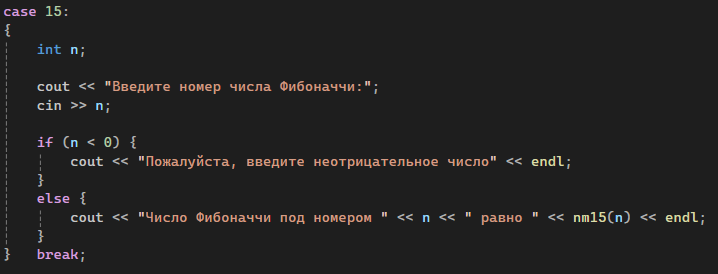 case 15:
{
    int n;
    cout << "Введите номер числа Фибоначчи:";
    cin >> n;
    if (n < 0) {
        cout << "Пожалуйста, введите неотрицательное число" << endl;
    }
    else {
        cout << "Число Фибоначчи под номером " << n << " равно " << nm15(n) << endl;
    }
}   break;